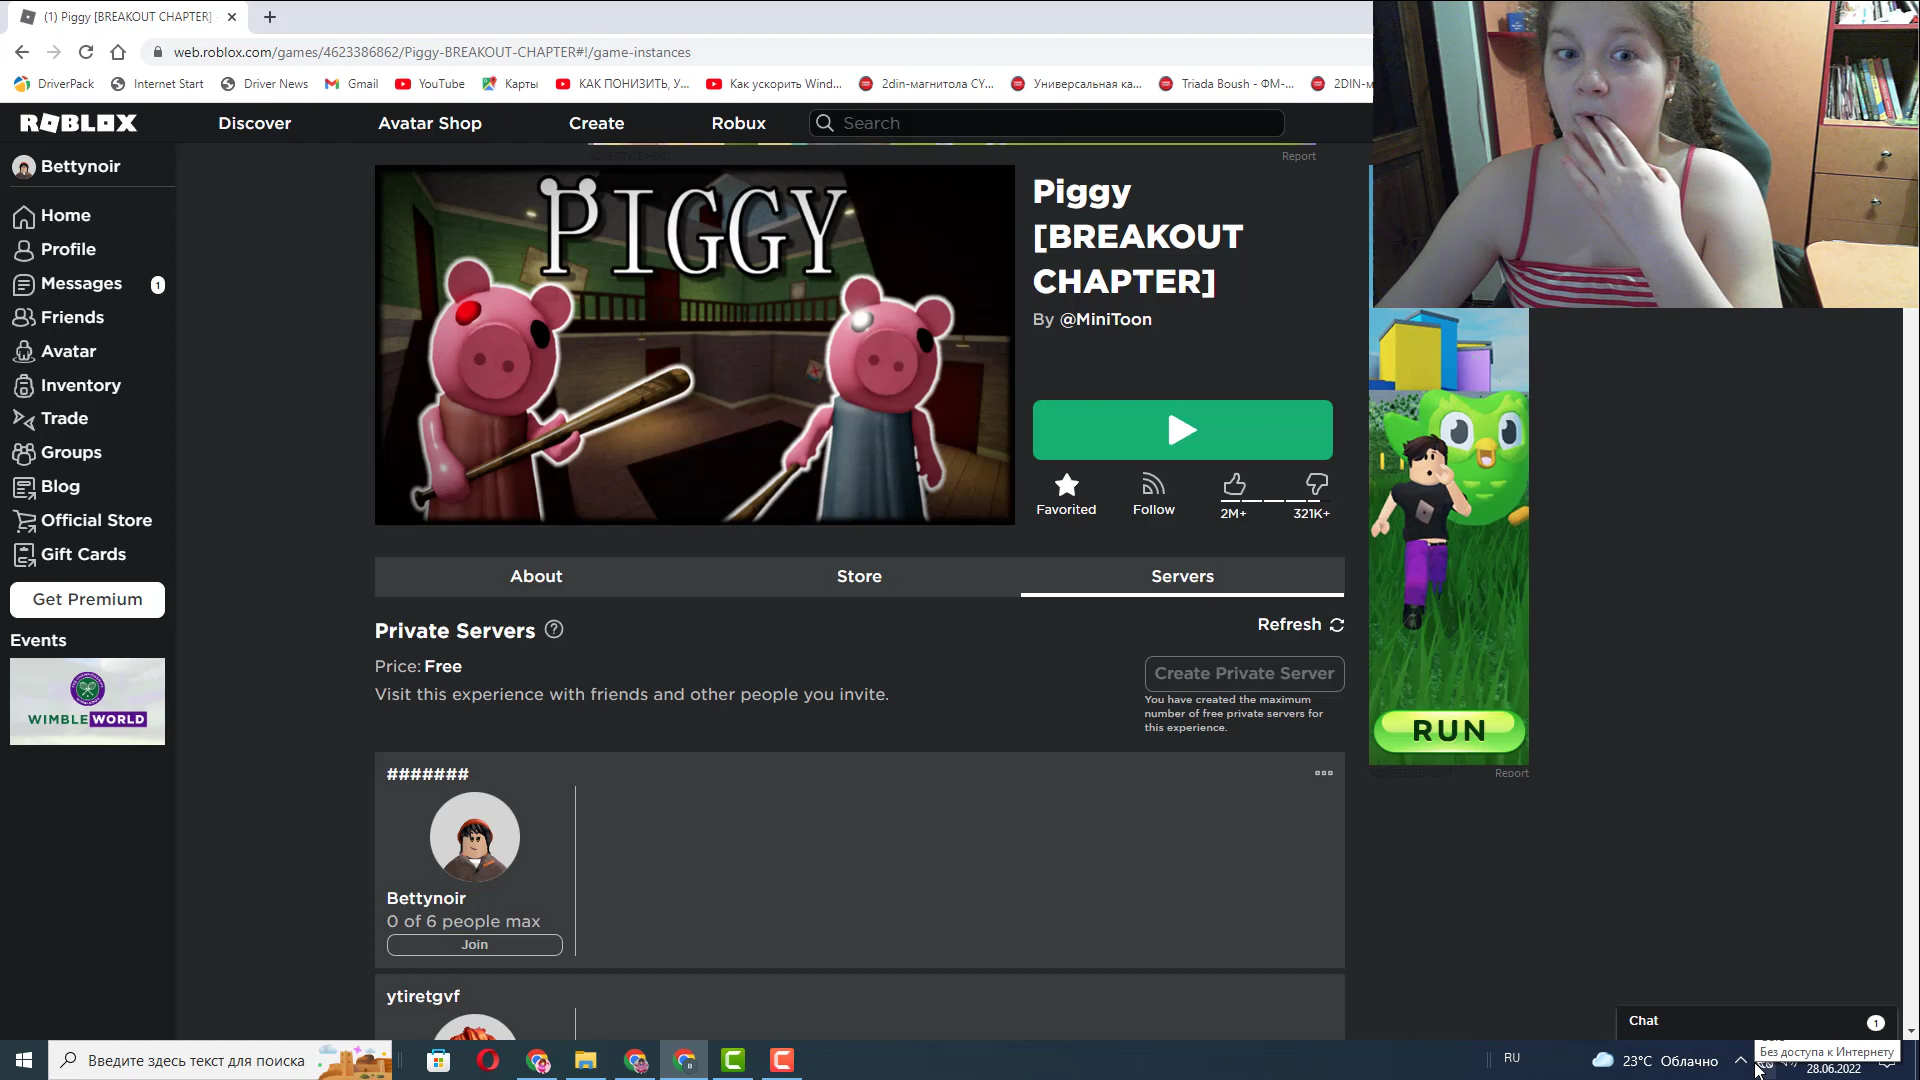 (1) Piggy [BREAKOUT CHAPTER]
web.roblox.com/games/4623386862/Piggy-BREAKOUT-CHAPTER#!/game-instances
DriverPack
Internet Start
Driver News
Gmail
YouTube
Карты
КАК ПОНИЗИТЬ, У...
Как ускорить Wind...
2din-магнитола CY...
Универсальная ка...
Triada Boush - ФМ-...
2DIN-м
ROBLOX
Discover
Avatar Shop
Create
Robux
Search
Report
Bettynoir
Home
Profile
Messages
1
Friends
Avatar
Inventory
Trade
Groups
Blog
Official Store
Gift Cards
Get Premium
Events
WIMBLEWORLD
PIGGY
Piggy
[BREAKOUT
CHAPTER]
By @MiniToon
Favorited
Follow
2M+
321K+
About
Store
Servers
Private Servers
Refresh
Price: Free
Visit this experience with friends and other people you invite.
Create Private Server
You have created the maximum
number of free private servers for
this experience.
#######
Bettynoir
0 of 6 people max
Join
ytiretgvf
RUN
Report
Chat
1
Введите здесь текст для поиска
RU
23°C Облачно
Без доступа к Интернету
28.06.2022